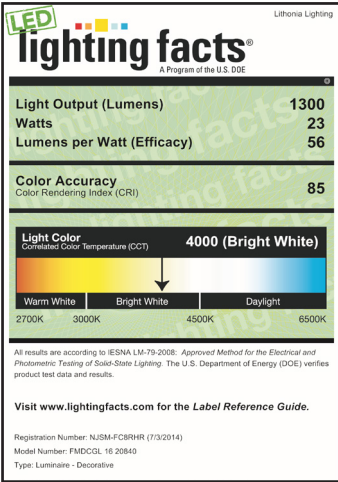 Lithonia Lighting
LED
lighting facts®
A Program of the U.S. DOE
Light Output (Lumens) 1300
Watts 23
Lumens per Watt (Efficacy) 56
Color Accuracy
Color Rendering Index (CRI) 85
Light Color
Correlated Color Temperature (CCT) 4000 (Bright White)
Warm White Bright White Daylight
2700K 3000K 4500K 6500K
All results are according to IESNA LM-79-2008: Approved Method for the Electrical and
Photometric Testing of Solid-State Lighting. The U.S. Department of Energy (DOE) verifies
product test data and results.
Visit www.lightingfacts.com for the Label Reference Guide.
Registration Number: NJSM-FC8RHR (7/3/2014)
Model Number: FMDCGL 16 20840
Type: Luminaire - Decorative